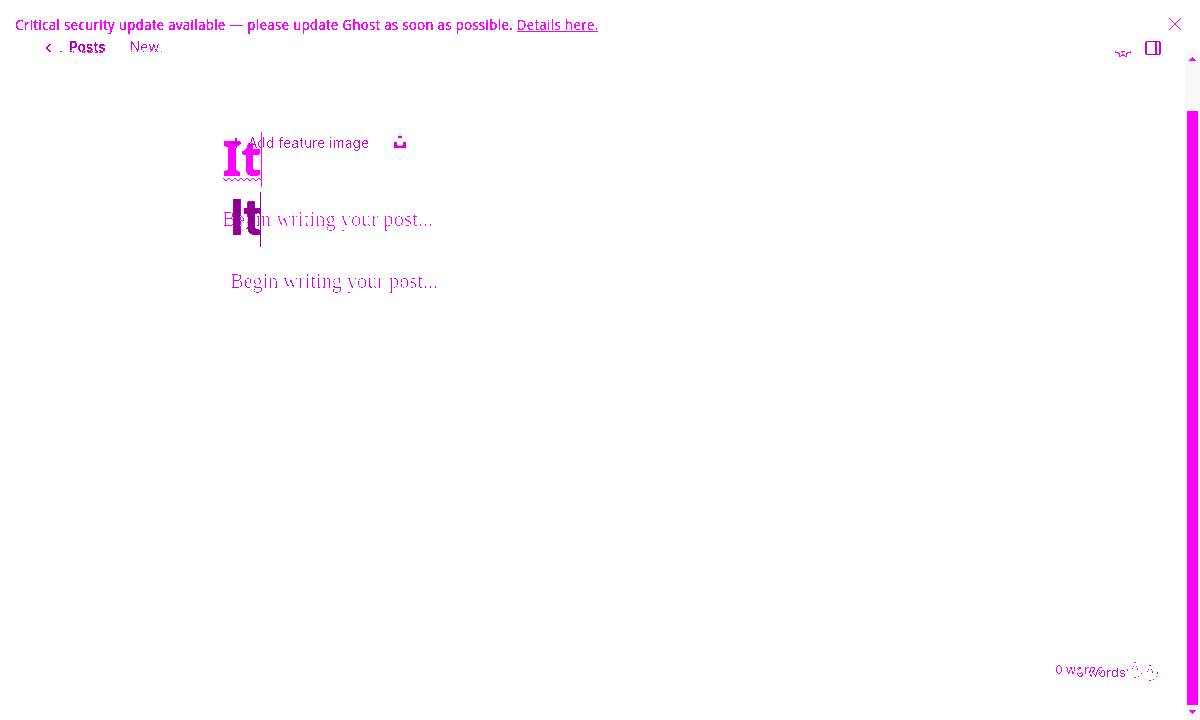 Critical security update available — please update Ghost as soon as possible. Details here.
Posts New
Add feature image
It
Begin writing your post...
It
Begin writing your post...
0 words
words